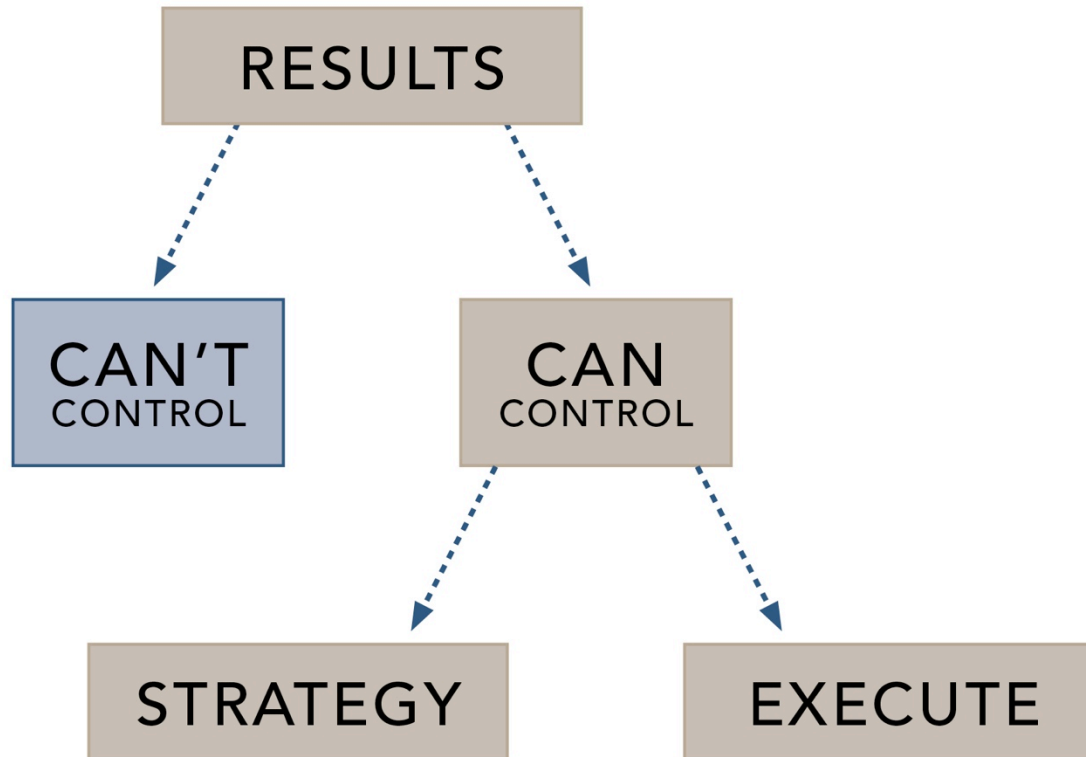 RESULTS
CAN'T
CONTROL
CAN
CONTROL
STRATEGY
EXECUTE